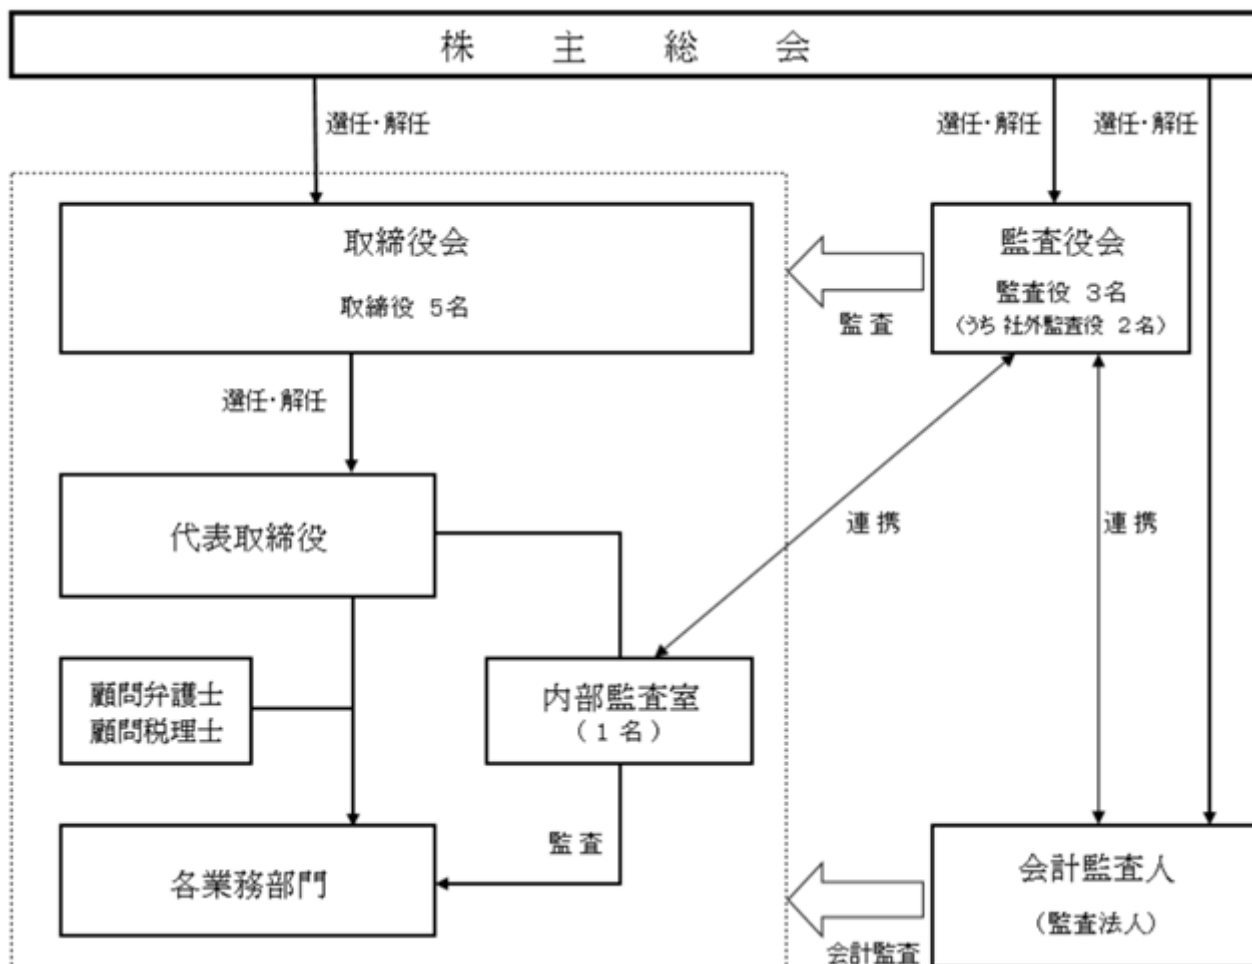 株主総会
選任・解任
選任・解任
選任・解任
取締役会
取締役 5名
監査役会
監査役 3名
(うち 社外監査役 2名)
監査
選任・解任
代表取締役
連携
連携
顧問弁護士
顧問税理士
内部監査室
(1名)
監査
各業務部門
会計監査人
(監査法人)
会計監査